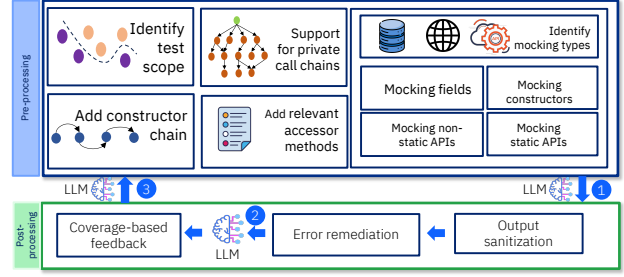 Pre-processing
Identify
test
scope
Support
for private
call chains
API
Identify
mocking types
Mocking fields
Mocking
constructors
Mocking non-
static APIs
Mocking
static APIs
Add constructor
chain
Add relevant
accessor
methods
LLM
3
LLM
1
Post-
processing
Coverage-based
feedback
LLM
2
Error remediation
Output
sanitization